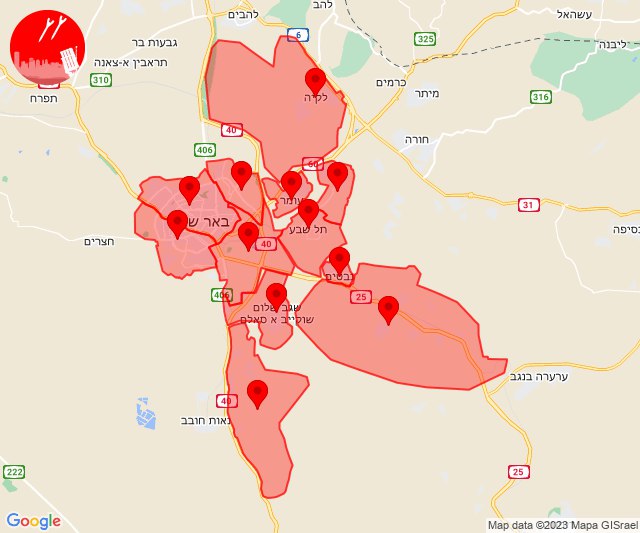 להב
להבים
עשהאל
6
325
ליבנה
גבעות בר
תראבין א-צאנה
310
תפרח
כרמים
מיתר
לקיה
316
40
חורה
406
60
עומר
31
באר ש
תל שבע
נסיפה
חצרים
40
נבטים
406
25
שגב שלום
שוקייב א סאלם
ערערה בנגב
40
נאות חובב
222
25
Google
Map data ©2023 Mapa GISrael